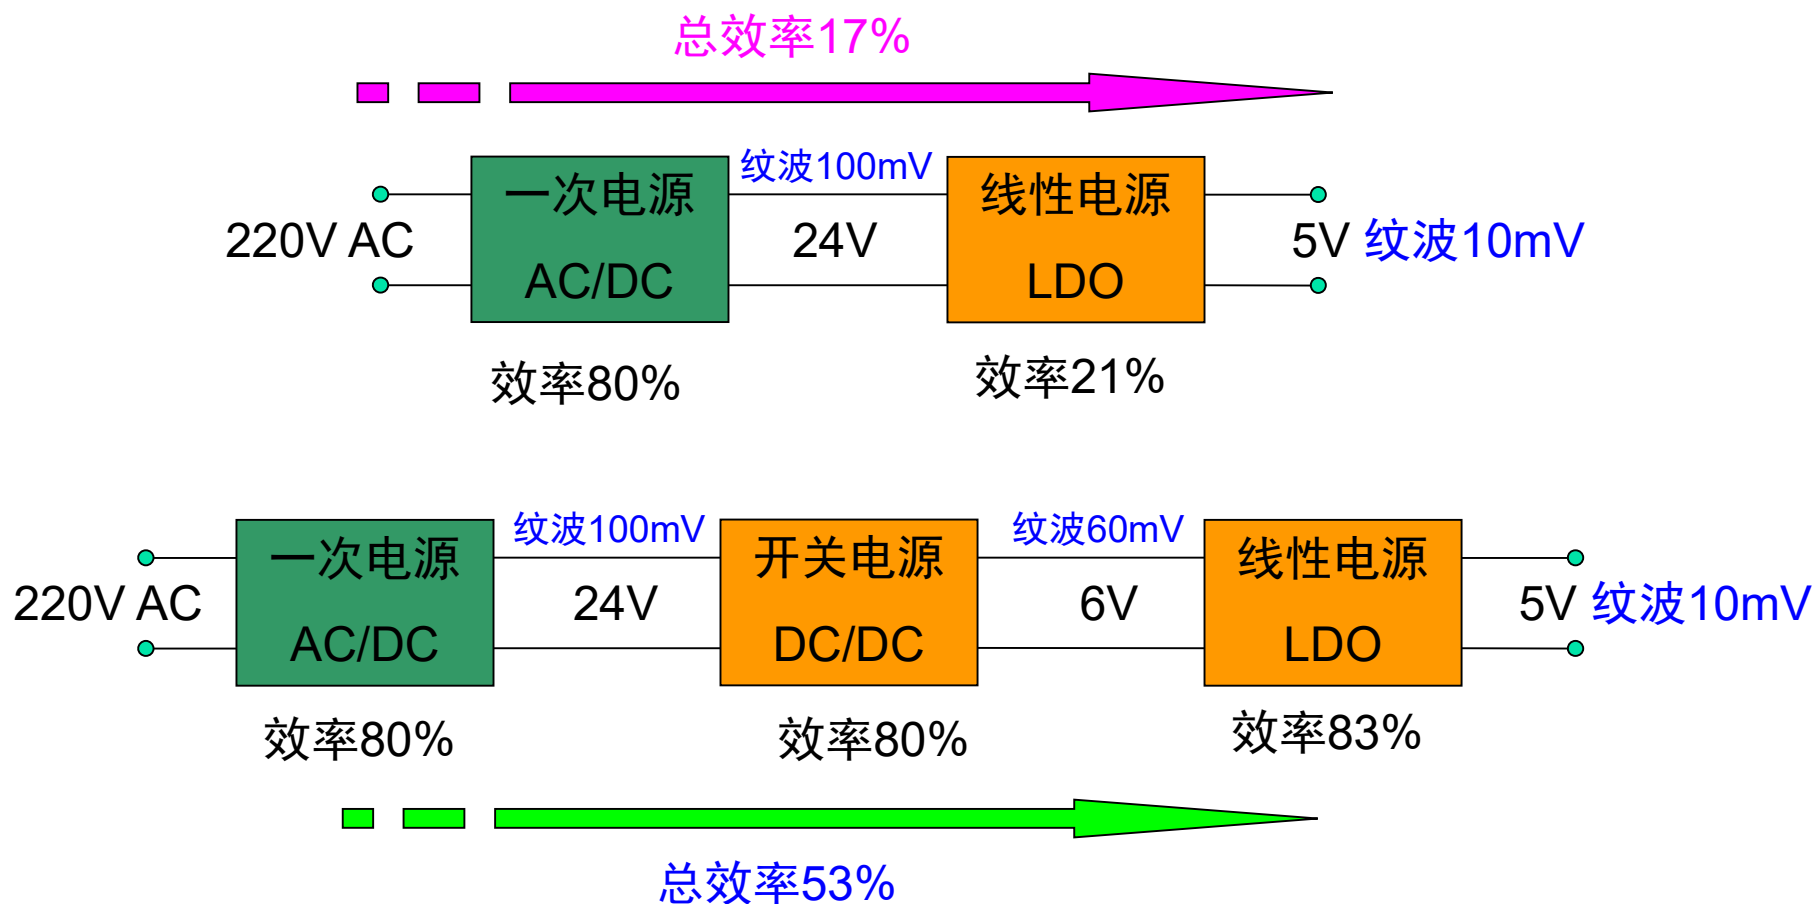 总效率17%
纹波100mV
一次电源
线性电源
220V AC
24V
5V 纹波10mV
AC/DC
LDO
效率80%
效率21%
纹波100mV
纹波60mV
一次电源
开关电源
线性电源
220V AC
24V
6V
5V 纹波10mV
AC/DC
DC/DC
LDO
效率80%
效率80%
效率83%
总效率53%